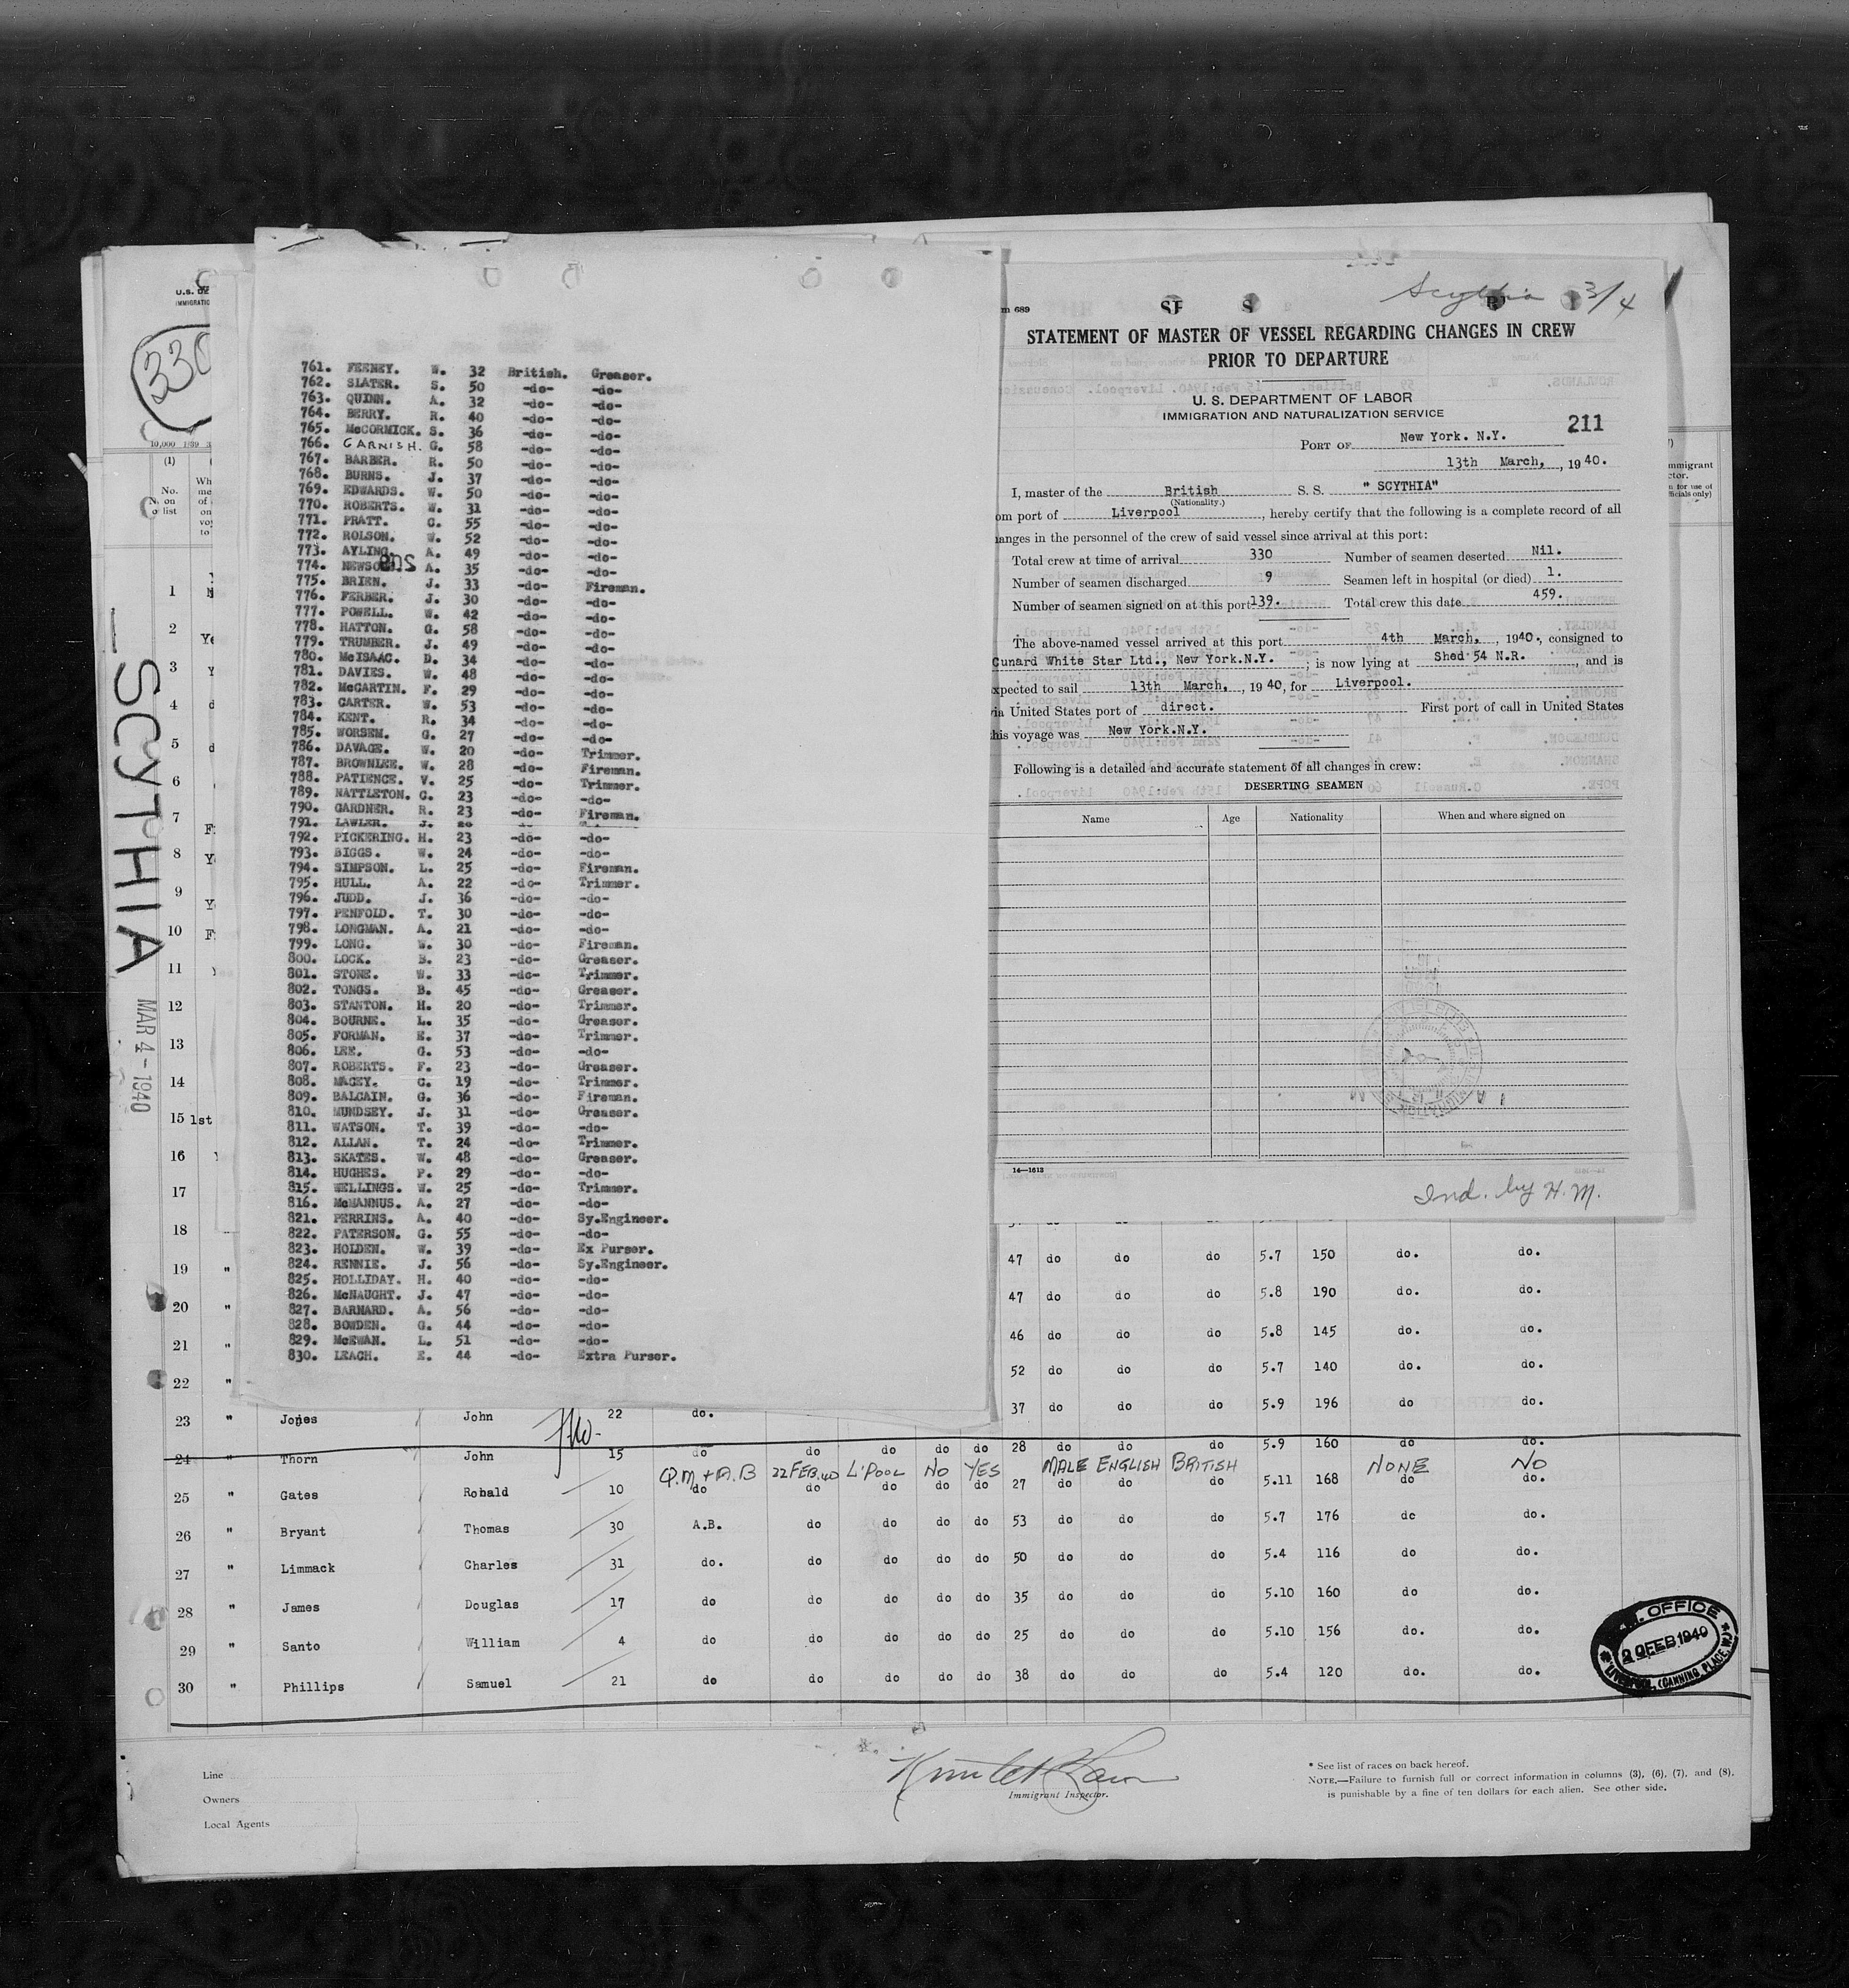 761. FEENEY. W. 32 British. Greaser.
762. SLATER. S. 50 -do- -do-
763. QUINN. A. 32 -do- -do-
764. BERRY. R. 40 -do- -do-
765. McCORMICK. S. 36 -do- -do-
766. GARNISH. G. 58 -do- -do-
767. BARBER. R. 50 -do- -do-
768. BURNS. J. 37 -do- -do-
769. EDWARDS. W. 50 -do- -do-
770. ROBERTS. W. 31 -do- -do-
771. PRATT. C. 55 -do- -do-
772. ROLSON. W. 52 -do- -do-
773. AYLING. A. 49 -do- -do-
774. A. 35 -do- -do-
775. BRIEN. J. 33 -do- Fireman.
776. FERBER. J. 30 -do- -do-
777. POWELL. W. 42 -do- -do-
778. HATTON. G. 58 -do- -do-
779. TRUMBER. J. 49 -do- -do-
780. McISAAC. D. 34 -do- -do-
781. DAVIES. W. 48 -do- -do-
782. McCARTIN. F. 29 -do- -do-
783. CARTER. W. 53 -do- -do-
784. KENT. R. 34 -do- -do-
785. WORSEM. G. 27 -do- -do-
786. DAVAGE. W. 20 -do- Trimmer.
787. BROWNLEE. W. 28 -do- Fireman.
788. PATIENCE. V. 25 -do- Trimmer.
789. NATTLETON. C. 23 -do- -do-
790. GARDNER. R. 23 -do- Fireman.
791. LAWLER. J.
792. PICKERING. H. 23 -do- -do-
793. BIGGS. W. 24 -do- -do-
794. SIMPSON. L. 25 -do- Fireman.
795. HULL. A. 22 -do- Trimmer.
796. JUDD. J. 36 -do- -do-
797. PENFOLD. T. 30 -do- -do-
798. LONGMAN. A. 21 -do- -do-
799. LONG. W. 30 -do- Fireman.
800. LOCK. B. 23 -do- Greaser.
801. STONE. W. 33 -do- Trimmer.
802. TONGS. B. 45 -do- Greaser.
803. STANTON. H. 20 -do- Trimmer.
804. BOURNE. L. 35 -do- Greaser.
805. FORMAN. E. 37 -do- Trimmer.
806. LEE. G. 53 -do- -do-
807. ROBERTS. F. 23 -do- Greaser.
808. MACEY. C. 19 -do- Trimmer.
809. BALCAIN. G. 36 -do- Fireman.
810. MUNDSEY. J. 31 -do- Greaser.
811. WATSON. T. 39 -do- -do-
812. ALLAN. T. 24 -do- Trimmer.
813. SKATES. W. 48 -do- Greaser.
814. HUGHES. P. 29 -do- -do-
815. WELLINGS. W. 25 -do- Trimmer.
816. McMANNUS. A. 27 -do- -do-
821. PERRINS. A. 40 -do- Sy.Engineer.
822. PATERSON. G. 55 -do- -do-
823. HOLDEN. W. 39 -do- Ex Purser.
824. RENNIE. J. 56 -do- Sy.Engineer.
825. HOLLIDAY. H. 40 -do- -do-
826. McNAUGHT. J. 47 -do- -do-
827. BARNARD. A. 56 -do- -do-
828. BOWDEN. G. 44 -do- -do-
829. McEWAN. L. 51 -do- -do-
830. LEACH. E. 44 -do- Extra Purser.
330
SCYTHIA
MAR 4 - 1940
Scythia 3/4
m 689
STATEMENT OF MASTER OF VESSEL REGARDING CHANGES IN CREW
PRIOR TO DEPARTURE
U. S. DEPARTMENT OF LABOR
IMMIGRATION AND NATURALIZATION SERVICE
211
PORT OF New York. N.Y.
13th March, , 1940.
I, master of the British S. S. " SCYTHIA"
(Nationality.)
om port of Liverpool , hereby certify that the following is a complete record of all
anges in the personnel of the crew of said vessel since arrival at this port:
Total crew at time of arrival 330 Number of seamen deserted Nil.
Number of seamen discharged 9 Seamen left in hospital (or died) 1.
Number of seamen signed on at this port 139. Total crew this date 459.
The above-named vessel arrived at this port 4th March, , 1940., consigned to
Cunard White Star Ltd., New York.N.Y. ; is now lying at Shed 54 N.R. , and is
xpected to sail 13th March, , 1940, for Liverpool.
ia United States port of direct. First port of call in United States
his voyage was New York.N.Y.
Following is a detailed and accurate statement of all changes in crew:
DESERTING SEAMEN
Name Age Nationality When and where signed on
14—1613
Ind. by H.M.
47 do do do 5.7 150 do. do.
47 do do do 5.8 190 do. do.
46 do do do 5.8 145 do. do.
52 do do do 5.7 140 do. do.
37 do do do 5.9 196 do do.
23 " Jones John 22 do.
24 " Thorn John 15 do do do do do 28 do do do 5.9 160 do do.
Q.M. + A.B 22 FEB.40 L'POOL NO YES MALE ENGLISH BRITISH NONE NO
25 " Gates Robald 10 do do do do do 27 do do do 5.11 168 do do.
26 " Bryant Thomas 30 A.B. do do do do 53 do do do 5.7 176 do do.
27 " Limmack Charles 31 do. do do do do 50 do do do 5.4 116 do do.
28 " James Douglas 17 do do do do do 35 do do do 5.10 160 do do.
29 " Santo William 4 do do do do do 25 do do do 5.10 156 do. do.
30 " Phillips Samuel 21 do do do do do 38 do do do 5.4 120 do. do.
OFFICE
20 FEB 1940
LIVERPOOL, (CANNING PLACE.W.)
Line
Owners
Local Agents
Immigrant Inspector.
* See list of races on back hereof.
NOTE.—Failure to furnish full or correct information in columns (3), (6), (7), and (8),
is punishable by a fine of ten dollars for each alien. See other side.